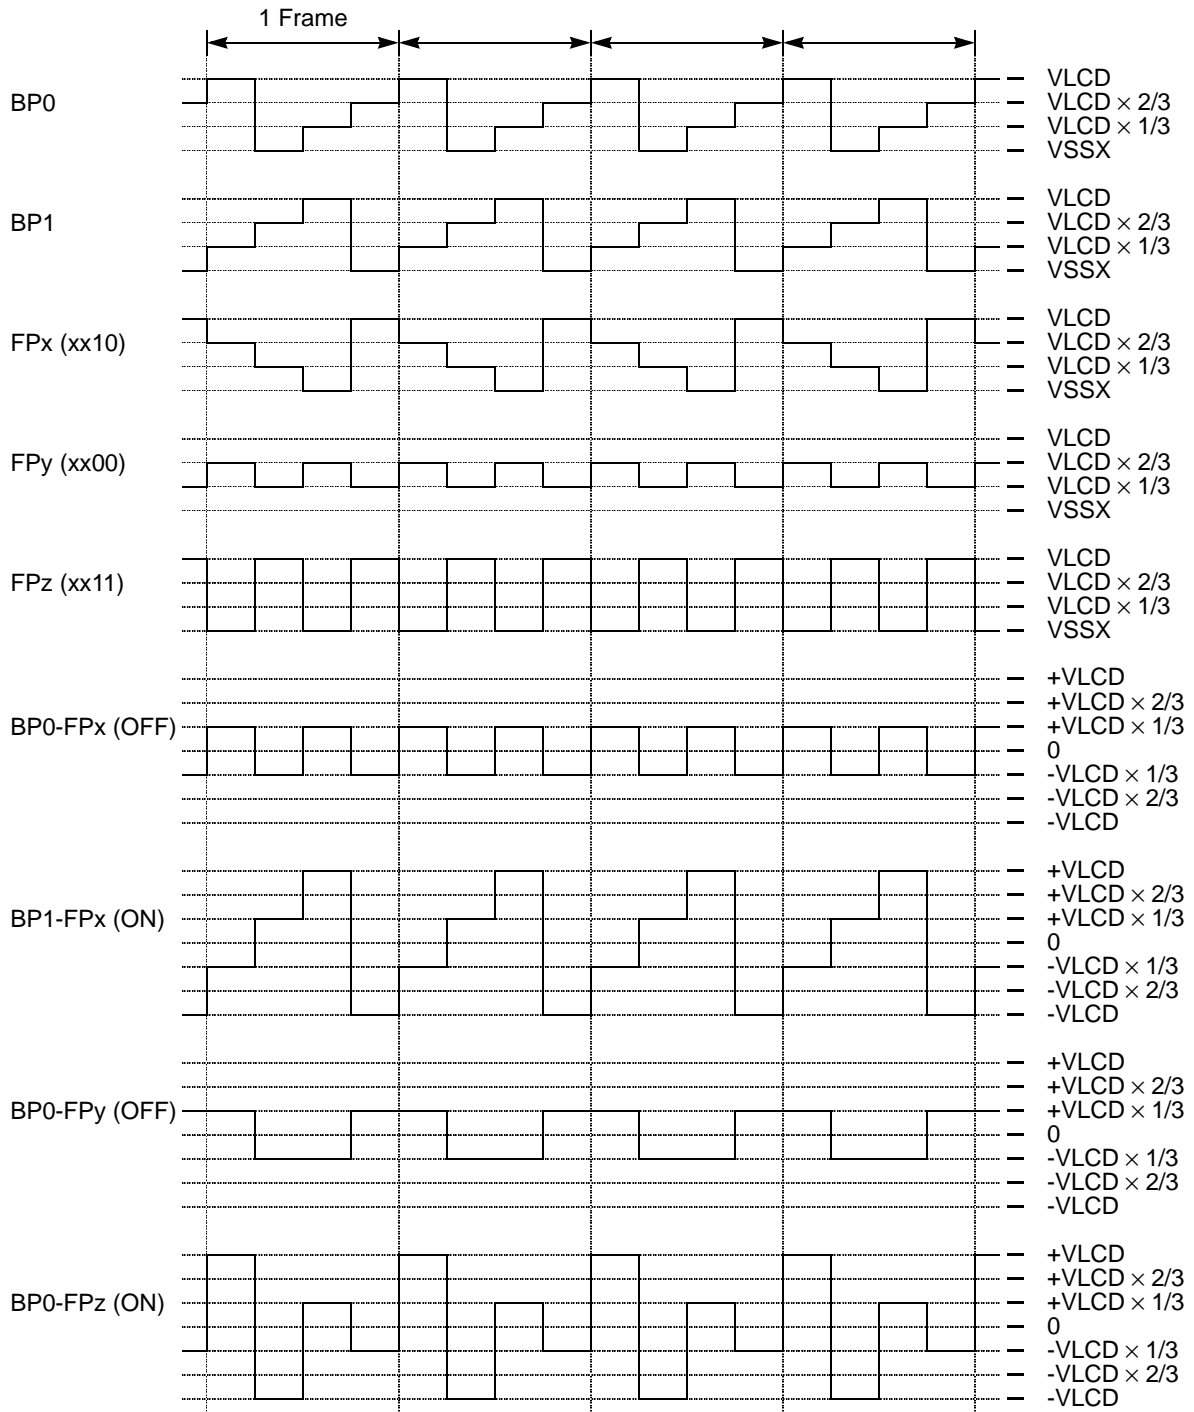 1 Frame
BP0
VLCD
VLCD × 2/3
VLCD × 1/3
VSSX
BP1
VLCD
VLCD × 2/3
VLCD × 1/3
VSSX
FPx (xx10)
VLCD
VLCD × 2/3
VLCD × 1/3
VSSX
FPy (xx00)
VLCD
VLCD × 2/3
VLCD × 1/3
VSSX
FPz (xx11)
VLCD
VLCD × 2/3
VLCD × 1/3
VSSX
BP0-FPx (OFF)
+VLCD
+VLCD × 2/3
+VLCD × 1/3
0
-VLCD × 1/3
-VLCD × 2/3
-VLCD
BP1-FPx (ON)
+VLCD
+VLCD × 2/3
+VLCD × 1/3
0
-VLCD × 1/3
-VLCD × 2/3
-VLCD
BP0-FPy (OFF)
+VLCD
+VLCD × 2/3
+VLCD × 1/3
0
-VLCD × 1/3
-VLCD × 2/3
-VLCD
BP0-FPz (ON)
+VLCD
+VLCD × 2/3
+VLCD × 1/3
0
-VLCD × 1/3
-VLCD × 2/3
-VLCD